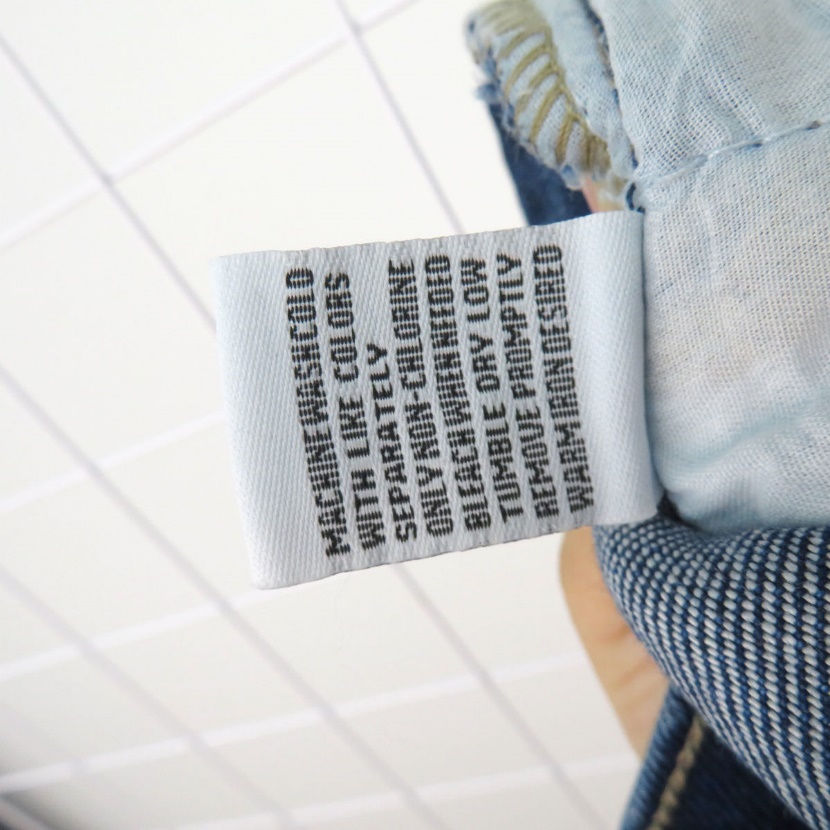 MACHINE WASH COLD
WITH LIKE COLORS
SEPARATELY
ONLY NON-CHLORINE
BLEACH WHEN NEEDED
TUMBLE DRY LOW
REMOVE PROMPTLY
WARM IRON DESIRED